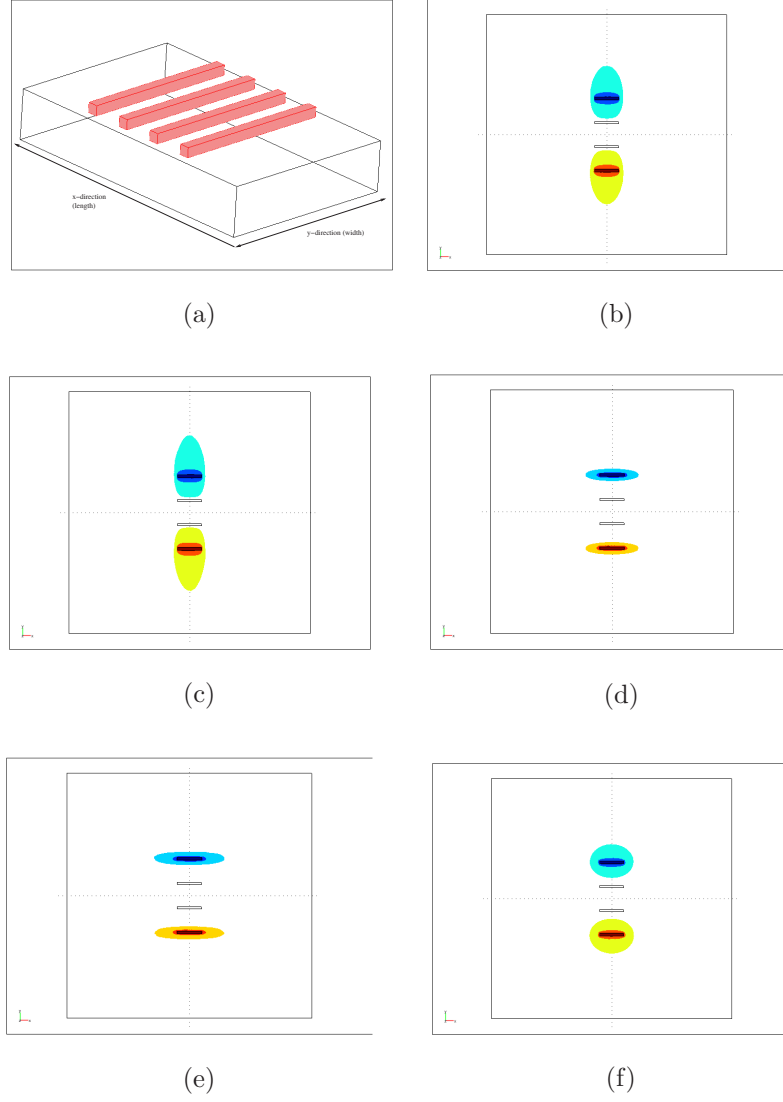 x−direction
(length)
y−direction (width)
(a)
(b)
(c)
(d)
(e)
(f)